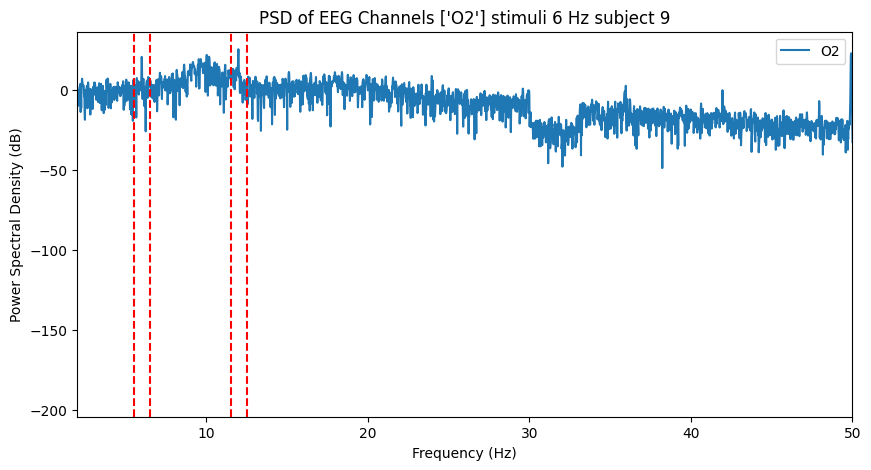 PSD of EEG Channels ['O2'] stimuli 6 Hz subject 9
O2
Power Spectral Density (dB)
0
−50
−100
−150
−200
10
20
30
40
50
Frequency (Hz)